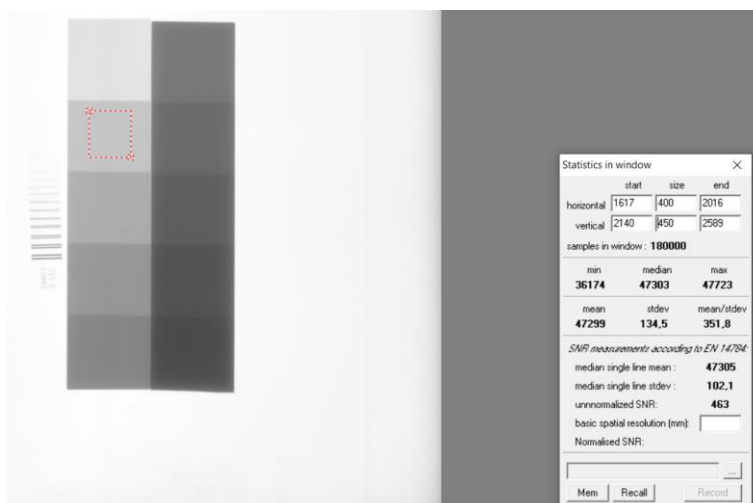 Statistics in window
start size end
horizontal 1617 400 2016
vertical 2140 450 2589
samples in window : 180000
min median max
36174 47303 47723
mean stdev mean/stdev
47299 134,5 351,8
SNR measurements according to EN 14784:
median single line mean : 47305
median single line stdev : 102,1
unnnormalized SNR: 463
basic spatial resolution (mm):
Normalised SNR:
...
Mem Recall Record